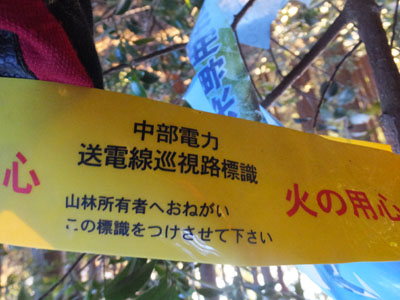 中部電力
送電線巡視路標識
山林所有者へおねがい
この標識をつけさせて下さい
心
火の用心